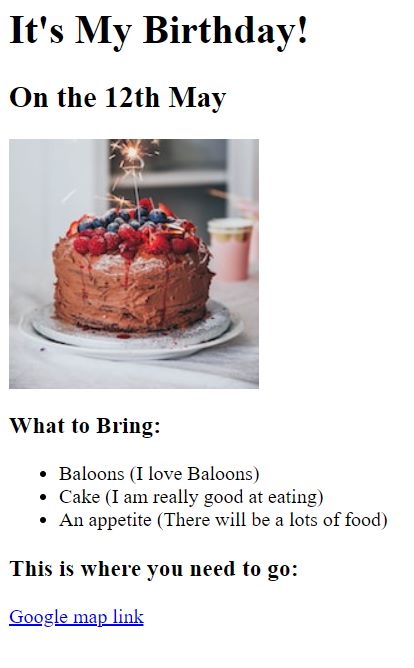 It's My Birthday!
On the 12th May
What to Bring:
Baloons (I love Baloons)
Cake (I am really good at eating)
An appetite (There will be a lots of food)
This is where you need to go:
Google map link